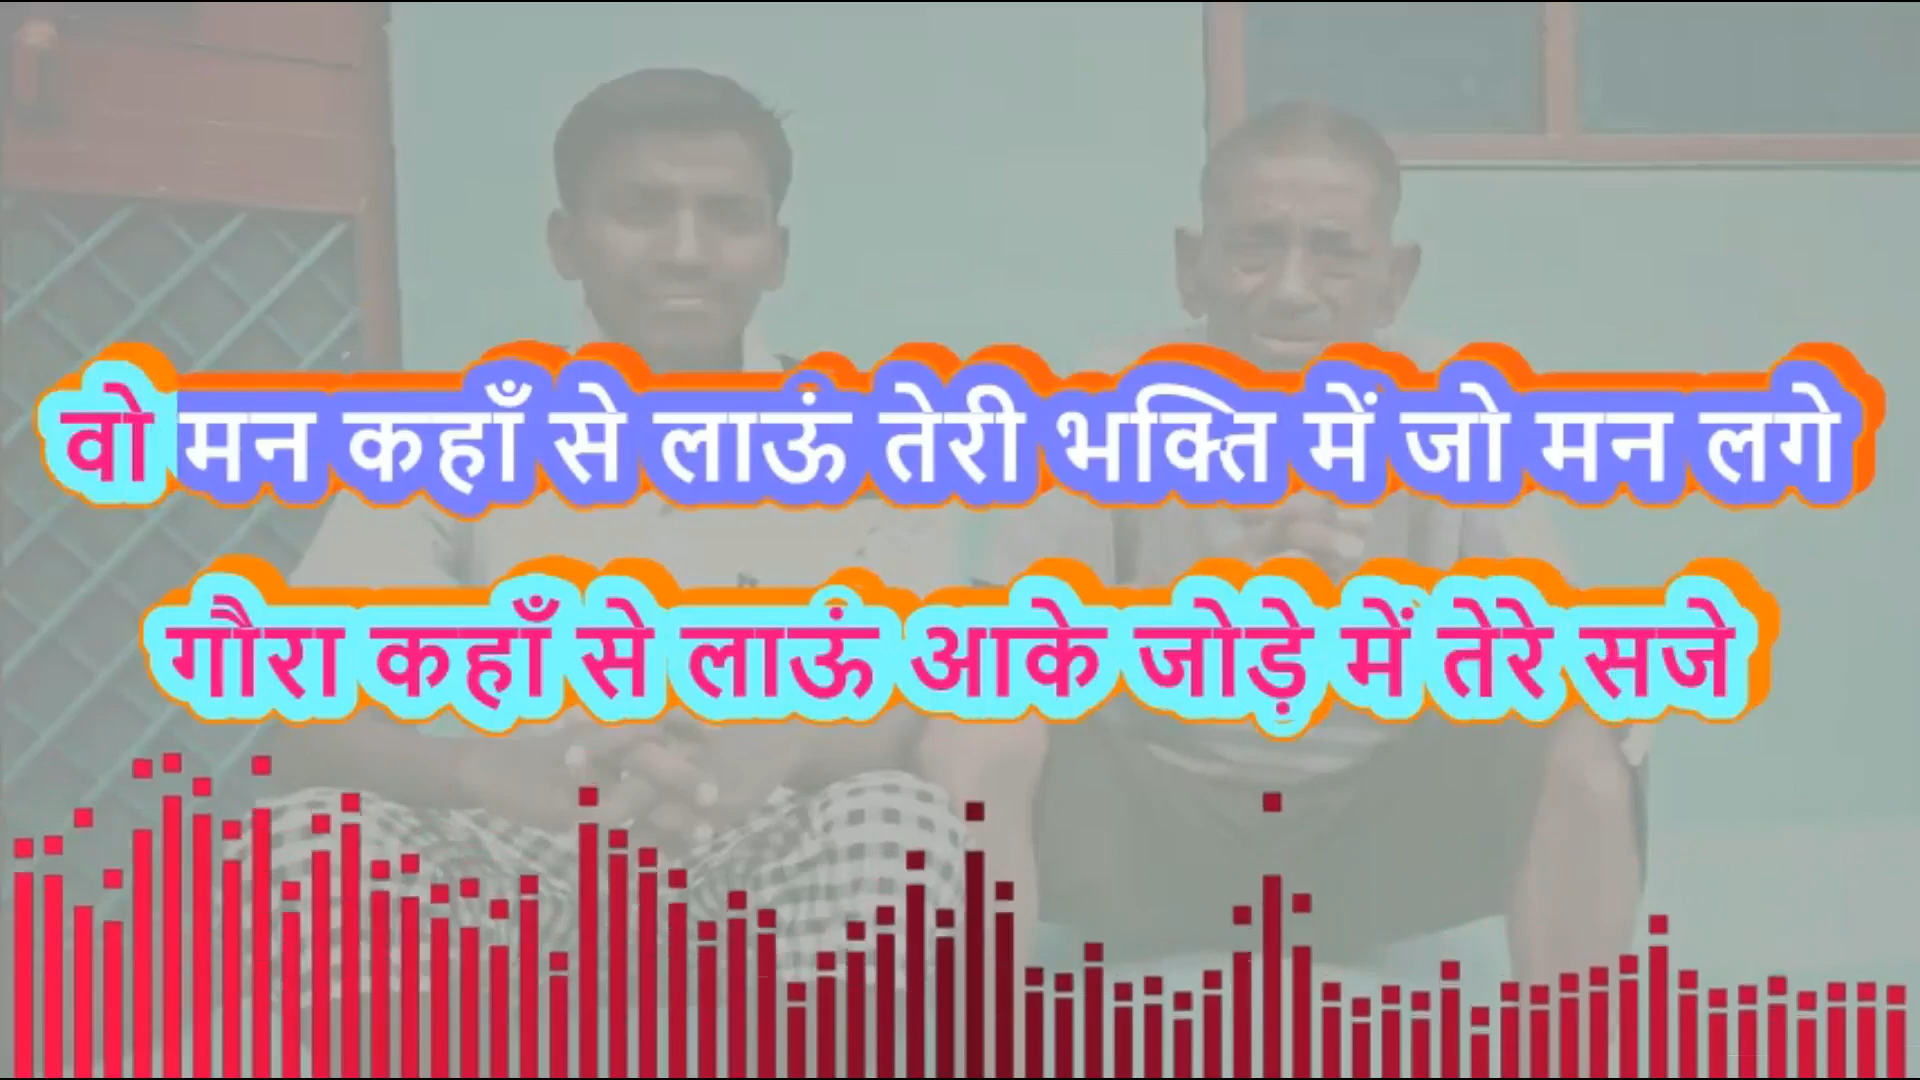 वो मन कहाँ से लाऊं तेरी भक्ति में जो मन लगे
गौरा कहाँ से लाऊं आके जोड़े में तेरे सजे